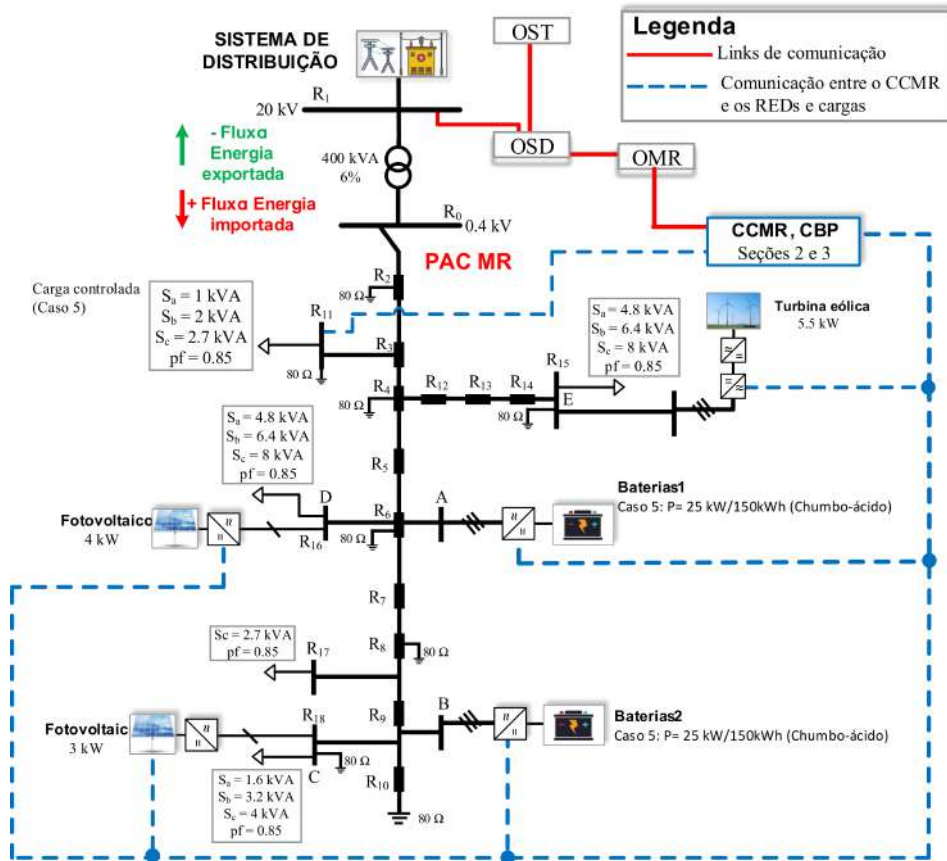 SISTEMA DE
DISTRIBUIÇÃO
OST
Legenda
Links de comunicação
Comunicação entre o CCMR
e os REDs e cargas
R1
20 kV
OSD
OMR
- Fluxo
Energia
exportada
400 kVA
6%
+ Fluxo Energia
importada
R0
0.4 kV
PAC MR
CCMR, CBP
Seções 2 e 3
Carga controlada
(Caso 5)
Sa = 1 kVA
Sb = 2 kVA
Sc = 2.7 kVA
pf = 0.85
R11
80 Ω
R2
80 Ω
R3
Sa = 4.8 kVA
Sb = 6.4 kVA
Sc = 8 kVA
pf = 0.85
Turbina eólica
5.5 kW
≈
=
=
≈
R4
80 Ω
R12
R13
R14
R15
E
80 Ω
Sa = 4.8 kVA
Sb = 6.4 kVA
Sc = 8 kVA
pf = 0.85
R5
Fotovoltaico
4 kW
D
R16
R6
80 Ω
A
Baterias1
Caso 5: P= 25 kW/150kWh (Chumbo-ácido)
R7
Sc = 2.7 kVA
pf = 0.85
R17
R8
80 Ω
Fotovoltaic
3 kW
R18
C
80 Ω
R9
B
Baterias2
Caso 5: P= 25 kW/150kWh (Chumbo-ácido)
Sa = 1.6 kVA
Sb = 3.2 kVA
Sc = 4 kVA
pf = 0.85
R10
80 Ω